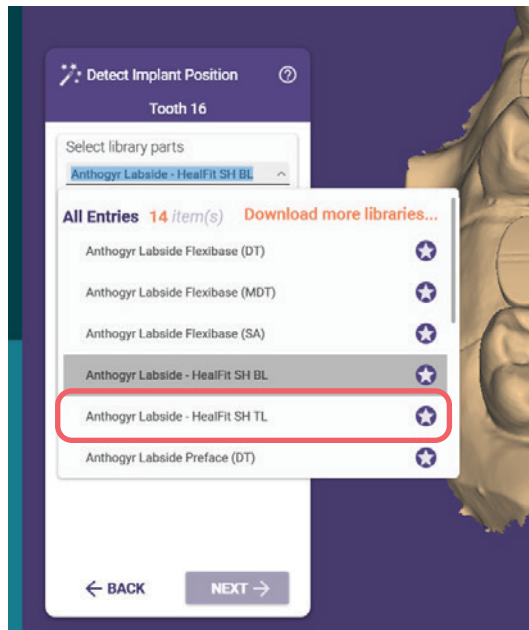 Detect Implant Position
Tooth 16
Select library parts
Anthogyr Labside - HealFit SH BL
All Entries 14 item(s) Download more libraries...
Anthogyr Labside Flexibase (DT)
Anthogyr Labside Flexibase (MDT)
Anthogyr Labside Flexibase (SA)
Anthogyr Labside - HealFit SH BL
Anthogyr Labside - HealFit SH TL
Anthogyr Labside Preface (DT)
BACK NEXT